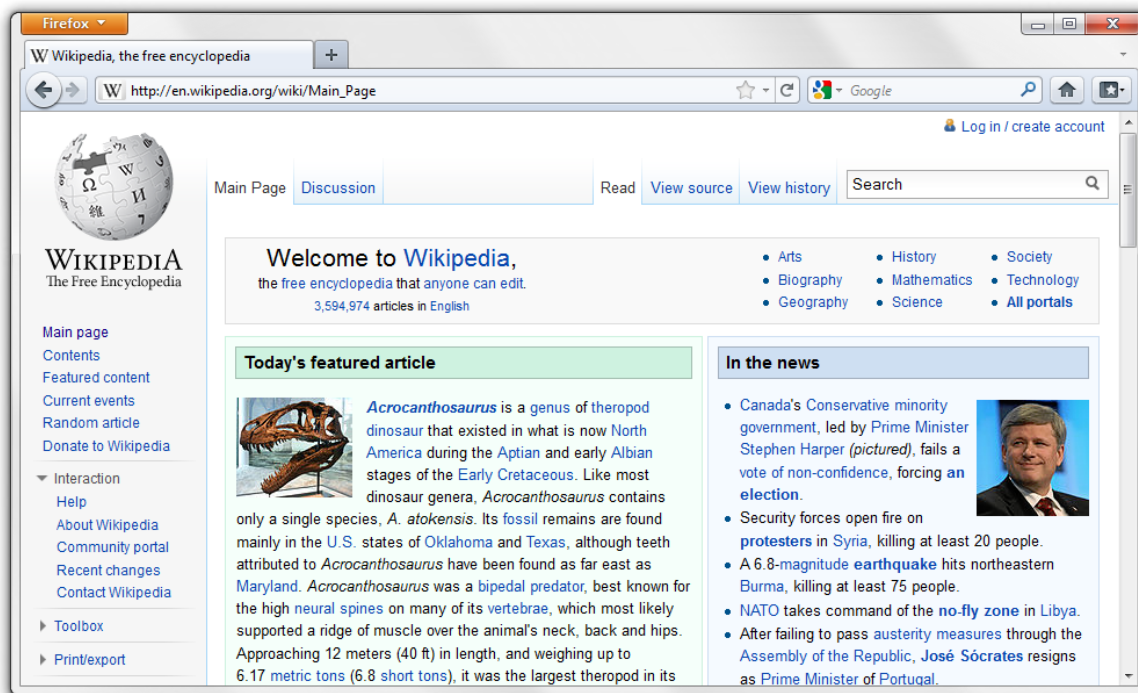 Firefox
Wikipedia, the free encyclopedia
http://en.wikipedia.org/wiki/Main_Page
Google
Log in / create account
Main Page Discussion Read View source View history Search
WIKIPEDIA
The Free Encyclopedia
Main page
Contents
Featured content
Current events
Random article
Donate to Wikipedia
Interaction
Help
About Wikipedia
Community portal
Recent changes
Contact Wikipedia
Toolbox
Print/export
Welcome to Wikipedia,
the free encyclopedia that anyone can edit.
3,594,974 articles in English
Arts
Biography
Geography
History
Mathematics
Science
Society
Technology
All portals
Today's featured article
Acrocanthosaurus is a genus of theropod
dinosaur that existed in what is now North
America during the Aptian and early Albian
stages of the Early Cretaceous. Like most
dinosaur genera, Acrocanthosaurus contains
only a single species, A. atokensis. Its fossil remains are found
mainly in the U.S. states of Oklahoma and Texas, although teeth
attributed to Acrocanthosaurus have been found as far east as
Maryland. Acrocanthosaurus was a bipedal predator, best known for
the high neural spines on many of its vertebrae, which most likely
supported a ridge of muscle over the animal's neck, back and hips.
Approaching 12 meters (40 ft) in length, and weighing up to
6.17 metric tons (6.8 short tons), it was the largest theropod in its
In the news
Canada's Conservative minority
government, led by Prime Minister
Stephen Harper (pictured), fails a
vote of non-confidence, forcing an
election.
Security forces open fire on
protesters in Syria, killing at least 20 people.
A 6.8-magnitude earthquake hits northeastern
Burma, killing at least 75 people.
NATO takes command of the no-fly zone in Libya.
After failing to pass austerity measures through the
Assembly of the Republic, José Sócrates resigns
as Prime Minister of Portugal.